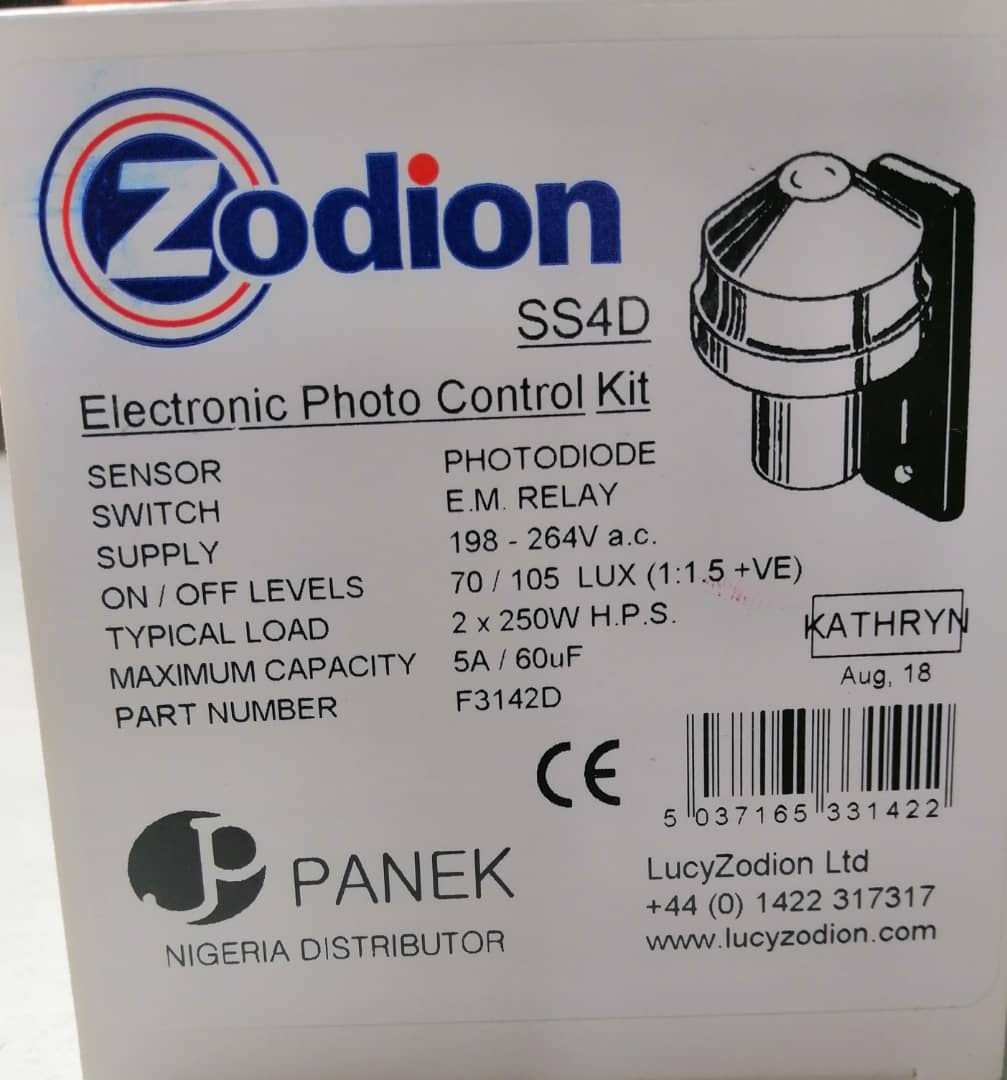 Zodion
SS4D
Electronic Photo Control Kit
SENSOR PHOTODIODE
SWITCH E.M. RELAY
SUPPLY 198 - 264V a.c.
ON / OFF LEVELS 70 / 105 LUX (1:1.5 +VE)
TYPICAL LOAD 2 x 250W H.P.S.
MAXIMUM CAPACITY 5A / 60uF
PART NUMBER F3142D
KATHRYN
Aug, 18
CE
5 037165 331422
JP PANEK
NIGERIA DISTRIBUTOR
LucyZodion Ltd
+44 (0) 1422 317317
www.lucyzodion.com